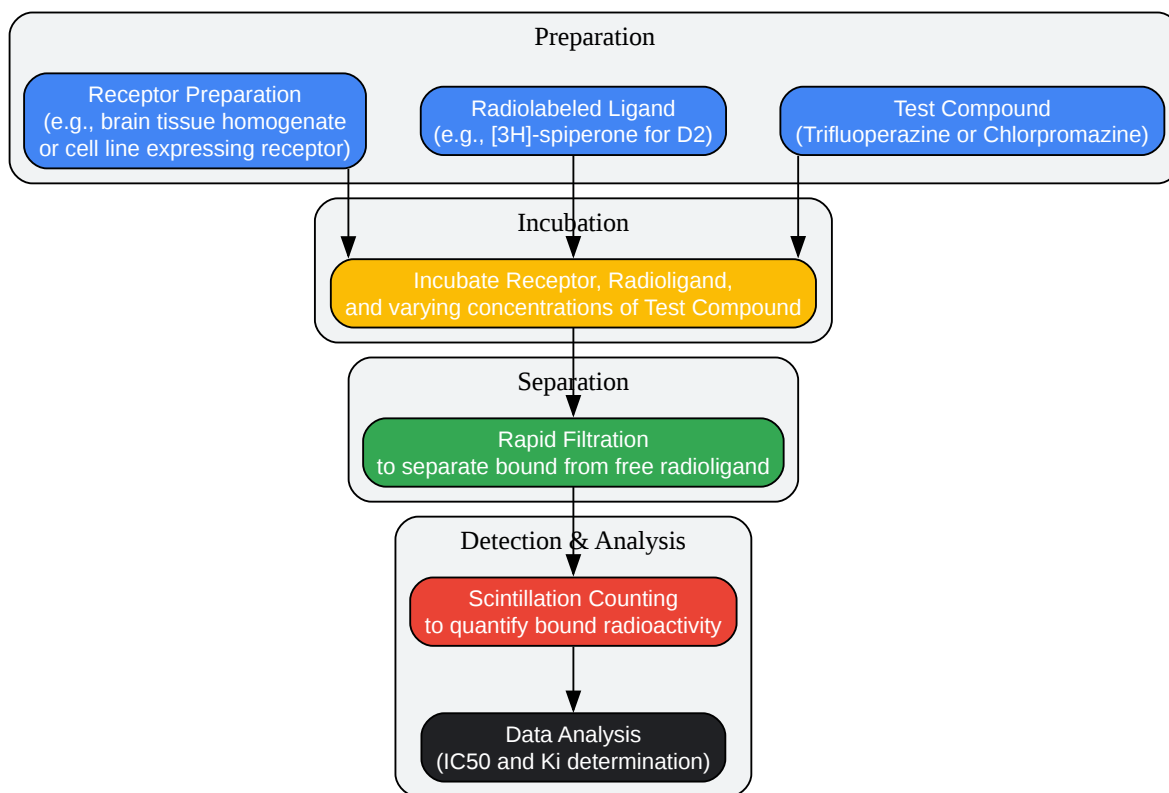 Preparation
Receptor Preparation
(e.g., brain tissue homogenate
or cell line expressing receptor)
Radiolabeled Ligand
(e.g., [3H]-spiperone for D2)
Test Compound
(Trifluoperazine or Chlorpromazine)
Incubation
Incubate Receptor, Radioligand,
and varying concentrations of Test Compound
Separation
Rapid Filtration
to separate bound from free radioligand
Detection & Analysis
Scintillation Counting
to quantify bound radioactivity
Data Analysis
(IC50 and Ki determination)